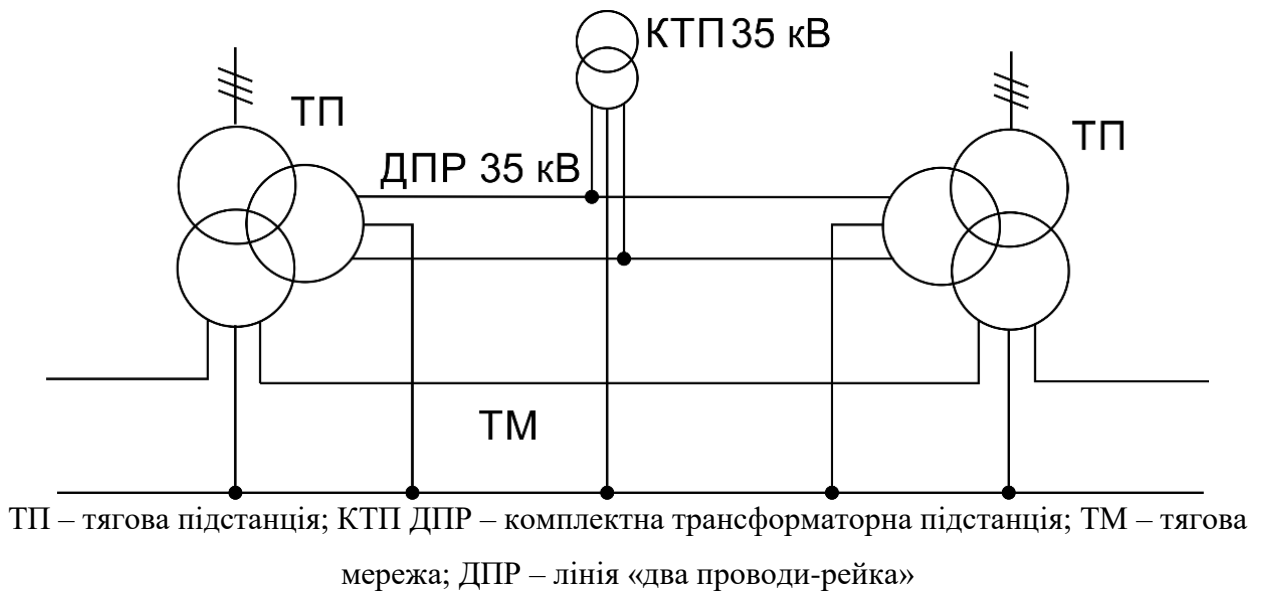 КТП 35 кВ
ТП
ТП
ДПР 35 кВ
ТМ
ТП – тягова підстанція; КТП ДПР – комплектна трансформаторна підстанція; ТМ – тягова
мережа; ДПР – лінія «два проводи-рейка»